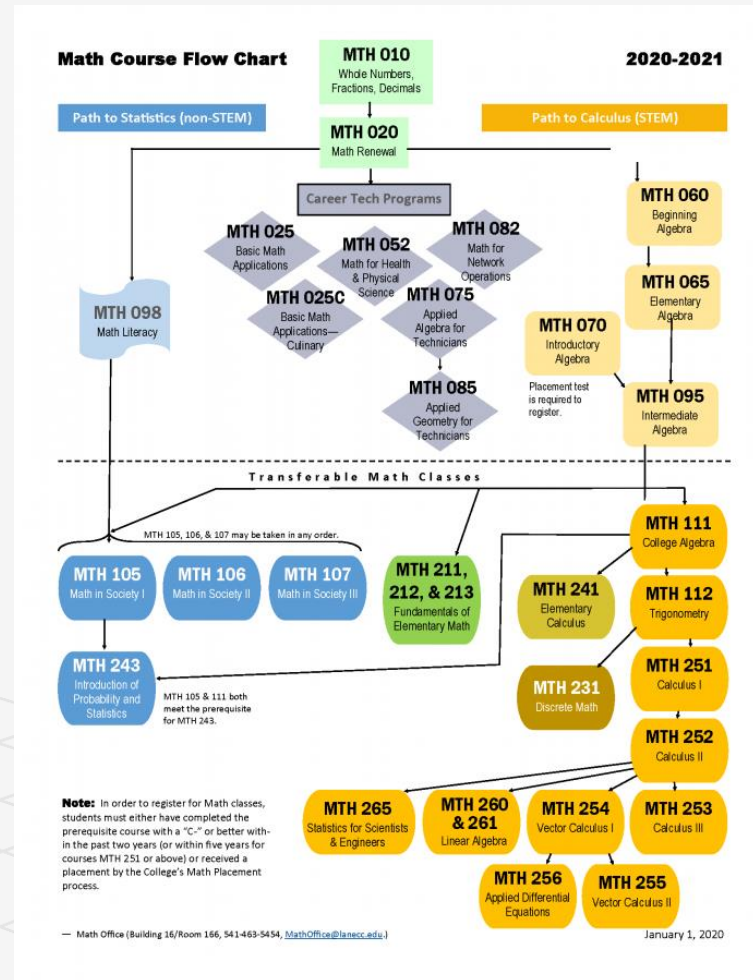 Math Course Flow Chart
2020-2021
MTH 010
Whole Numbers,
Fractions, Decimals
Path to Statistics (non-STEM)
Path to Calculus (STEM)
MTH 020
Math Renewal
Career Tech Programs
MTH 025
Basic Math
Applications
MTH 052
Math for Health
& Physical
Science
MTH 082
Math for
Network
Operations
MTH 060
Beginning
Algebra
MTH 098
Math Literacy
MTH 025C
Basic Math
Applications—
Culinary
MTH 075
Applied
Algebra for
Technicians
MTH 065
Elementary
Algebra
MTH 070
Introductory
Algebra
Placement test
is required to
register.
MTH 085
Applied
Geometry for
Technicians
MTH 095
Intermediate
Algebra
Transferable Math Classes
MTH 105, 106, & 107 may be taken in any order.
MTH 111
College Algebra
MTH 105
Math in Society I
MTH 106
Math in Society II
MTH 107
Math in Society III
MTH 211,
212, & 213
Fundamentals of
Elementary Math
MTH 241
Elementary
Calculus
MTH 112
Trigonometry
MTH 243
Introduction of
Probability and
Statistics
MTH 105 & 111 both
meet the prerequisite
for MTH 243.
MTH 231
Discrete Math
MTH 251
Calculus I
MTH 252
Calculus II
Note: In order to register for Math classes,
students must either have completed the
prerequisite course with a "C-" or better with-
in the past two years (or within five years for
courses MTH 251 or above) or received a
placement by the College's Math Placement
process.
MTH 265
Statistics for Scientists
& Engineers
MTH 260
& 261
Linear Algebra
MTH 254
Vector Calculus I
MTH 253
Calculus III
MTH 256
Applied Differential
Equations
MTH 255
Vector Calculus II
— Math Office (Building 16/Room 166, 541-463-5454, MathOffice@lanecc.edu.)
January 1, 2020